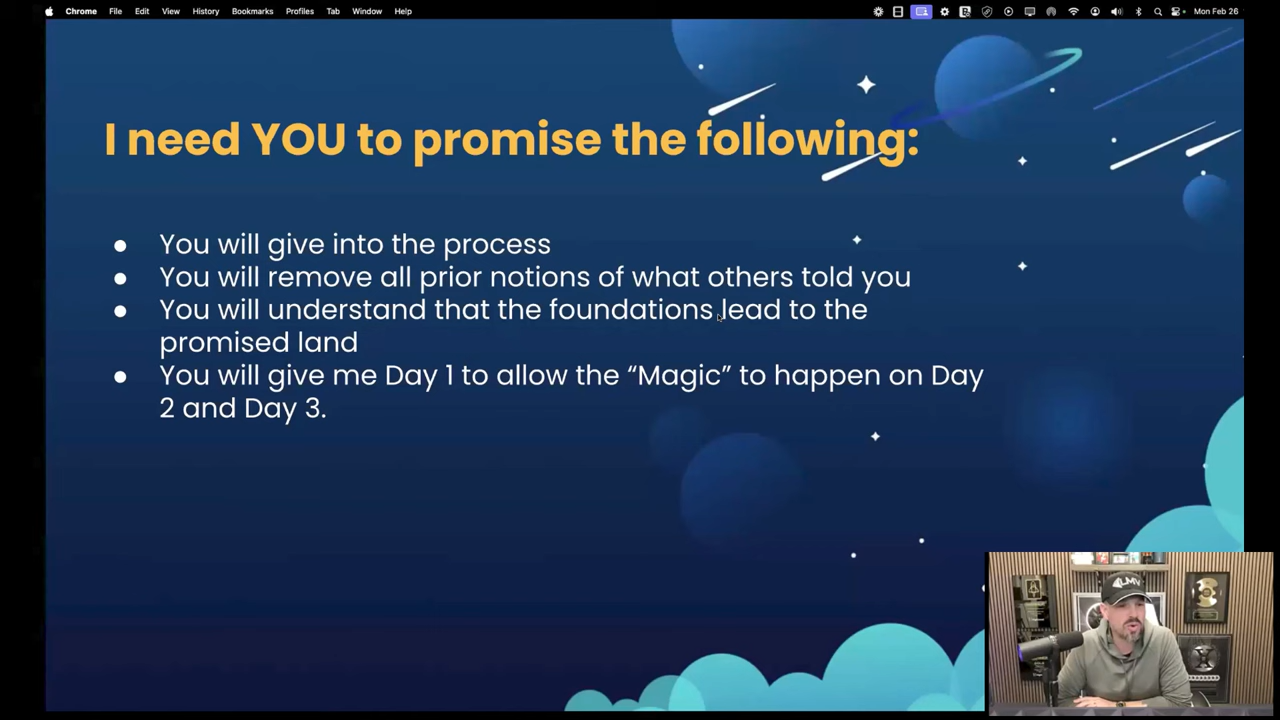 Chrome File Edit View History Bookmarks Profiles Tab Window Help Mon Feb 26
I need YOU to promise the following:
● You will give into the process
● You will remove all prior notions of what others told you
● You will understand that the foundations lead to the
promised land
● You will give me Day 1 to allow the “Magic” to happen on Day
2 and Day 3.
LMV